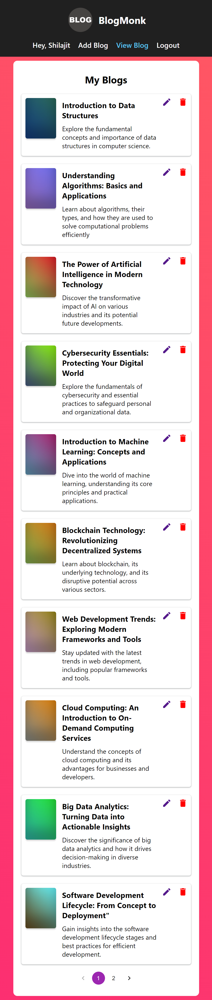 BLOG
BlogMonk
Hey, Shilajit Add Blog View Blog Logout
My Blogs
Introduction to Data
Structures
Explore the fundamental
concepts and importance of data
structures in computer science.
Understanding
Algorithms: Basics and
Applications
Learn about algorithms, their
types, and how they are used to
solve computational problems
efficiently
The Power of Artificial
Intelligence in Modern
Technology
Discover the transformative
impact of AI on various
industries and its potential
future developments.
Cybersecurity Essentials:
Protecting Your Digital
World
Explore the fundamentals of
cybersecurity and essential
practices to safeguard personal
and organizational data.
Introduction to Machine
Learning: Concepts and
Applications
Dive into the world of machine
learning, understanding its core
principles and practical
applications.
Blockchain Technology:
Revolutionizing
Decentralized Systems
Learn about blockchain, its
underlying technology, and its
disruptive potential across
various sectors.
Web Development Trends:
Exploring Modern
Frameworks and Tools
Stay updated with the latest
trends in web development,
including popular frameworks
and tools.
Cloud Computing: An
Introduction to On-
Demand Computing
Services
Understand the concepts of
cloud computing and its
advantages for businesses and
developers.
Big Data Analytics:
Turning Data into
Actionable Insights
Discover the significance of big
data analytics and how it drives
decision-making in diverse
industries.
Software Development
Lifecycle: From Concept to
Deployment"
Gain insights into the software
development lifecycle stages and
best practices for efficient
development.
1 2